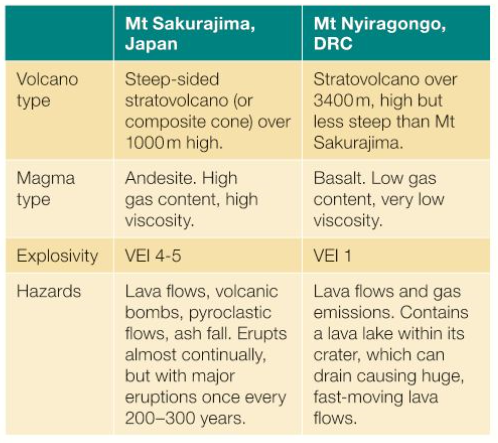 Mt Sakurajima,
Japan
Mt Nyiragongo,
DRC
Volcano
type
Steep-sided
stratovolcano (or
composite cone) over
1000 m high.
Stratovolcano over
3400 m, high but
less steep than Mt
Sakurajima.
Magma
type
Andesite. High
gas content, high
viscosity.
Basalt. Low gas
content, very low
viscosity.
Explosivity
VEI 4-5
VEI 1
Hazards
Lava flows, volcanic
bombs, pyroclastic
flows, ash fall. Erupts
almost continually,
but with major
eruptions once every
200–300 years.
Lava flows and gas
emissions. Contains
a lava lake within its
crater, which can
drain causing huge,
fast-moving lava
flows.